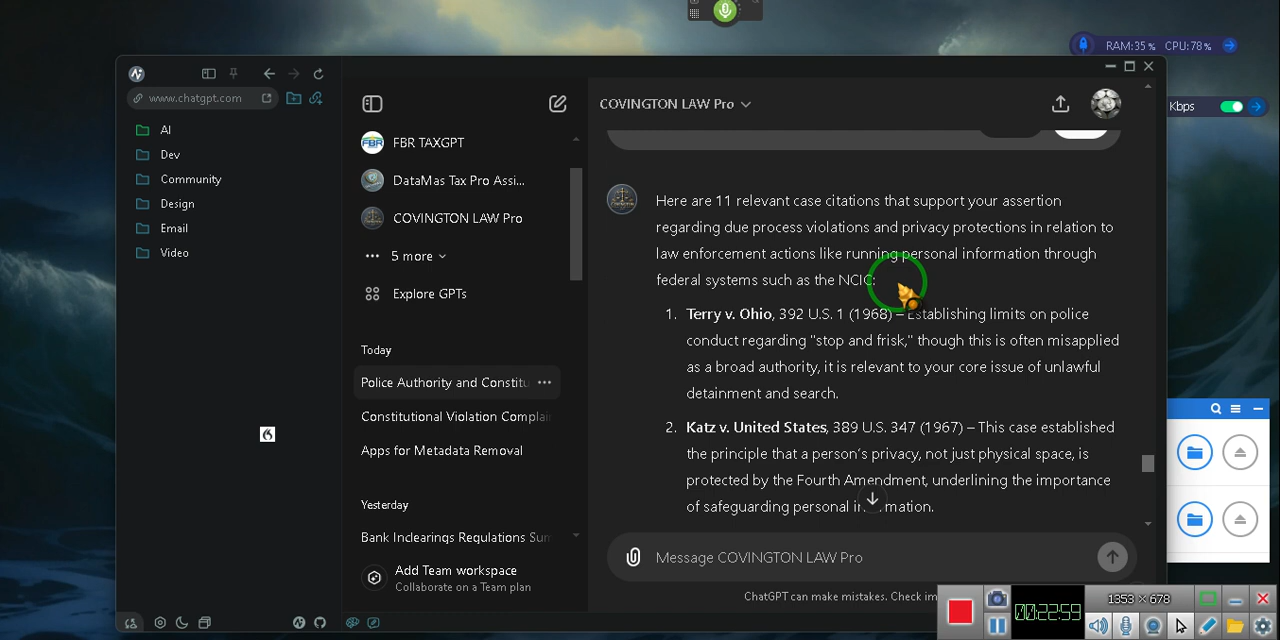 RAM:35% CPU:78%
www.chatgpt.com
COVINGTON LAW Pro
Kbps
AI
Dev
Community
Design
Email
Video
FBR TAXGPT
DataMas Tax Pro Assi...
COVINGTON LAW Pro
5 more
Explore GPTs
Today
Police Authority and Constitu
Constitutional Violation Complain
Apps for Metadata Removal
Yesterday
Bank Inclearings Regulations Sum
Add Team workspace
Collaborate on a Team plan
Here are 11 relevant case citations that support your assertion
regarding due process violations and privacy protections in relation to
law enforcement actions like running personal information through
federal systems such as the NCIC:
1. Terry v. Ohio, 392 U.S. 1 (1968) – Establishing limits on police
conduct regarding "stop and frisk," though this is often misapplied
as a broad authority, it is relevant to your core issue of unlawful
detainment and search.
2. Katz v. United States, 389 U.S. 347 (1967) – This case established
the principle that a person's privacy, not just physical space, is
protected by the Fourth Amendment, underlining the importance
of safeguarding personal in mation.
Message COVINGTON LAW Pro
ChatGPT can make mistakes. Check im
1353 × 678
00:22:59